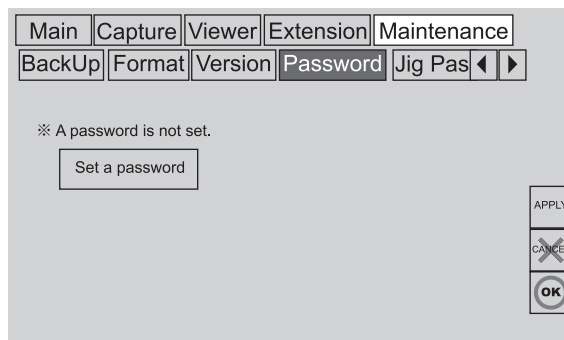 Main Capture Viewer Extension Maintenance
BackUp Format Version Password Jig Pas
※ A password is not set.
Set a password
APPLY
CANCE
OK